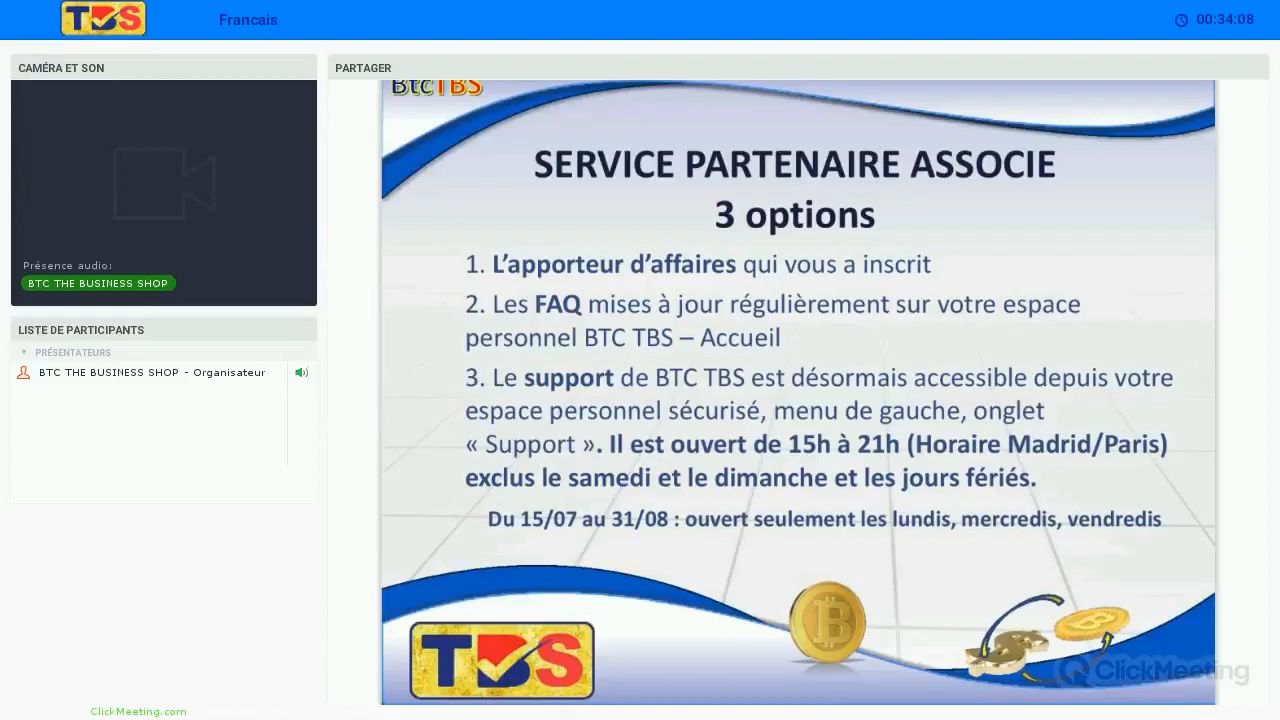 TBS
Francais
00:34:08
CAMÉRA ET SON
PARTAGER
BtcTBS
SERVICE PARTENAIRE ASSOCIE
3 options
1. L’apporteur d’affaires qui vous a inscrit
2. Les FAQ mises à jour régulièrement sur votre espace
personnel BTC TBS – Accueil
3. Le support de BTC TBS est désormais accessible depuis votre
espace personnel sécurisé, menu de gauche, onglet
« Support ». Il est ouvert de 15h à 21h (Horaire Madrid/Paris)
exclus le samedi et le dimanche et les jours fériés.
Du 15/07 au 31/08 : ouvert seulement les lundis, mercredis, vendredis
Présence audio:
BTC THE BUSINESS SHOP
LISTE DE PARTICIPANTS
PRÉSENTATEURS
BTC THE BUSINESS SHOP - Organisateur
TBS
ClickMeeting
ClickMeeting.com